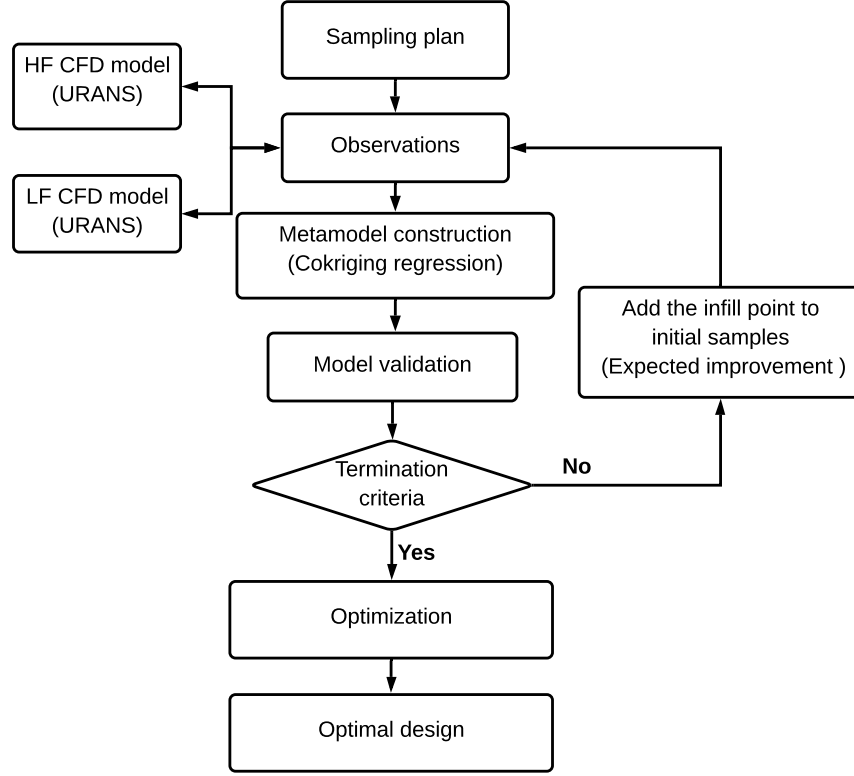 Sampling plan
HF CFD model
(URANS)
Observations
LF CFD model
(URANS)
Metamodel construction
(Cokriging regression)
Add the infill point to
initial samples
(Expected improvement )
Model validation
Termination
criteria
No
Yes
Optimization
Optimal design